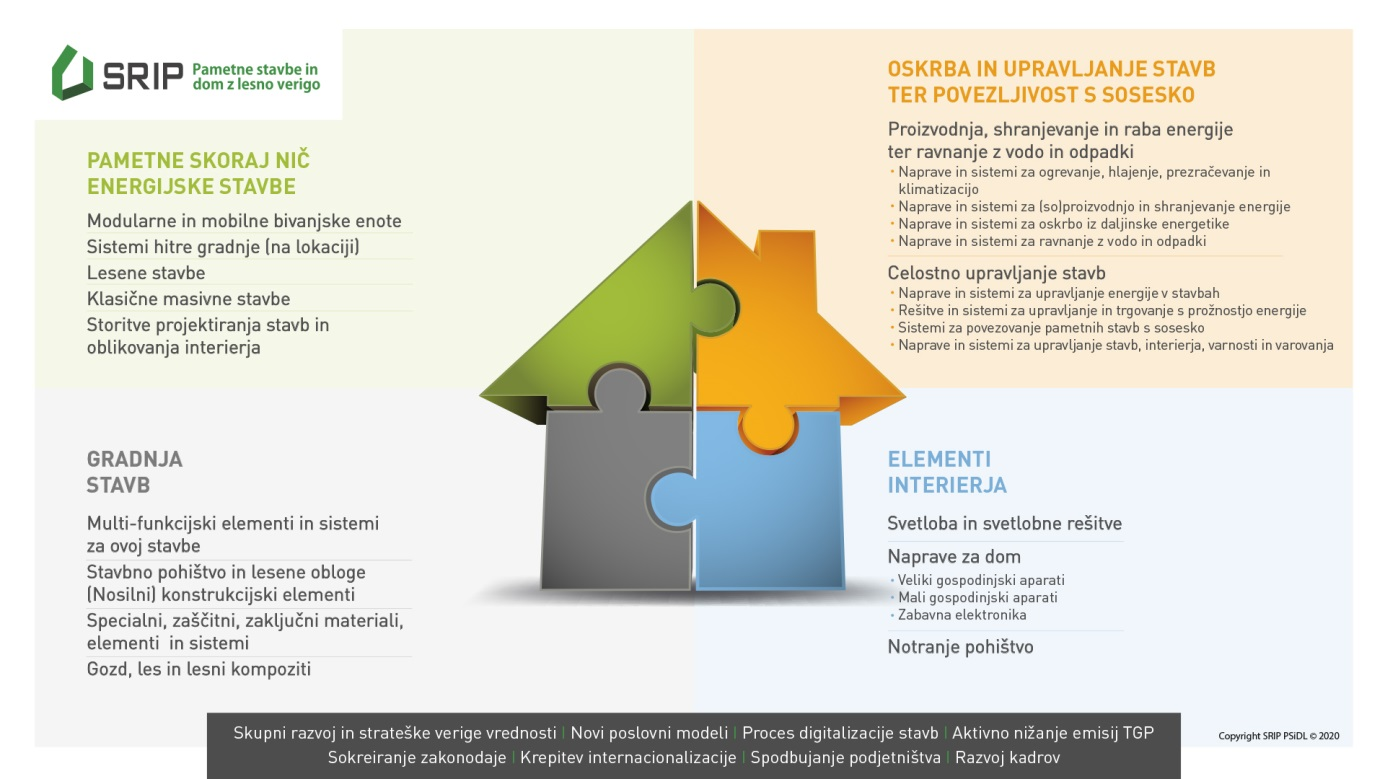 SRIP
Pametne stavbe in
dom z lesno verigo
PAMETNE SKORAJ NIČ
ENERGIJSKE STAVBE
Modularne in mobilne bivanjske enote
Sistemi hitre gradnje (na lokaciji)
Lesene stavbe
Klasične masivne stavbe
Storitve projektiranja stavb in
oblikovanja interierja
OSKRBA IN UPRAVLJANJE STAVB
TER POVEZLJIVOST S SOSESKO
Proizvodnja, shranjevanje in raba energije
ter ravnanje z vodo in odpadki
• Naprave in sistemi za ogrevanje, hlajenje, prezračevanje in
klimatizacijo
• Naprave in sistemi za (so)proizvodnjo in shranjevanje energije
• Naprave in sistemi za oskrbo iz daljinske energetike
• Naprave in sistemi za ravnanje z vodo in odpadki
Celostno upravljanje stavb
• Naprave in sistemi za upravljanje energije v stavbah
• Rešitve in sistemi za upravljanje in trgovanje s prožnostjo energije
• Sistemi za povezovanje pametnih stavb s sosesko
• Naprave in sistemi za upravljanje stavb, interierja, varnosti in varovanja
GRADNJA
STAVB
Multi-funkcijski elementi in sistemi
za ovoj stavbe
Stavbno pohištvo in lesene obloge
(Nosilni) konstrukcijski elementi
Specialni, zaščitni, zaključni materiali,
elementi in sistemi
Gozd, les in lesni kompoziti
ELEMENTI
INTERIERJA
Svetloba in svetlobne rešitve
Naprave za dom
• Veliki gospodinjski aparati
• Mali gospodinjski aparati
• Zabavna elektronika
Notranje pohištvo
Skupni razvoj in strateške verige vrednosti | Novi poslovni modeli | Proces digitalizacije stavb | Aktivno nižanje emisij TGP
Sokreiranje zakonodaje | Krepitev internacionalizacije | Spodbujanje podjetništva | Razvoj kadrov
Copyright SRIP PSiDL © 2020